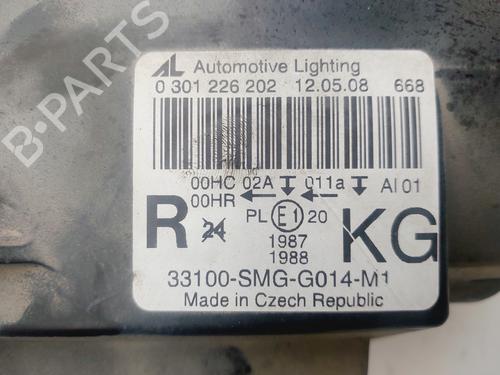 AL Automotive Lighting
0 301 226 202 12.05.08 668
00HC 02A 011a AI 01
00HR
R 24 PL E1 20 KG
1987
1988
33100-SMG-G014-M1
Made in Czech Republic
B-PARTS